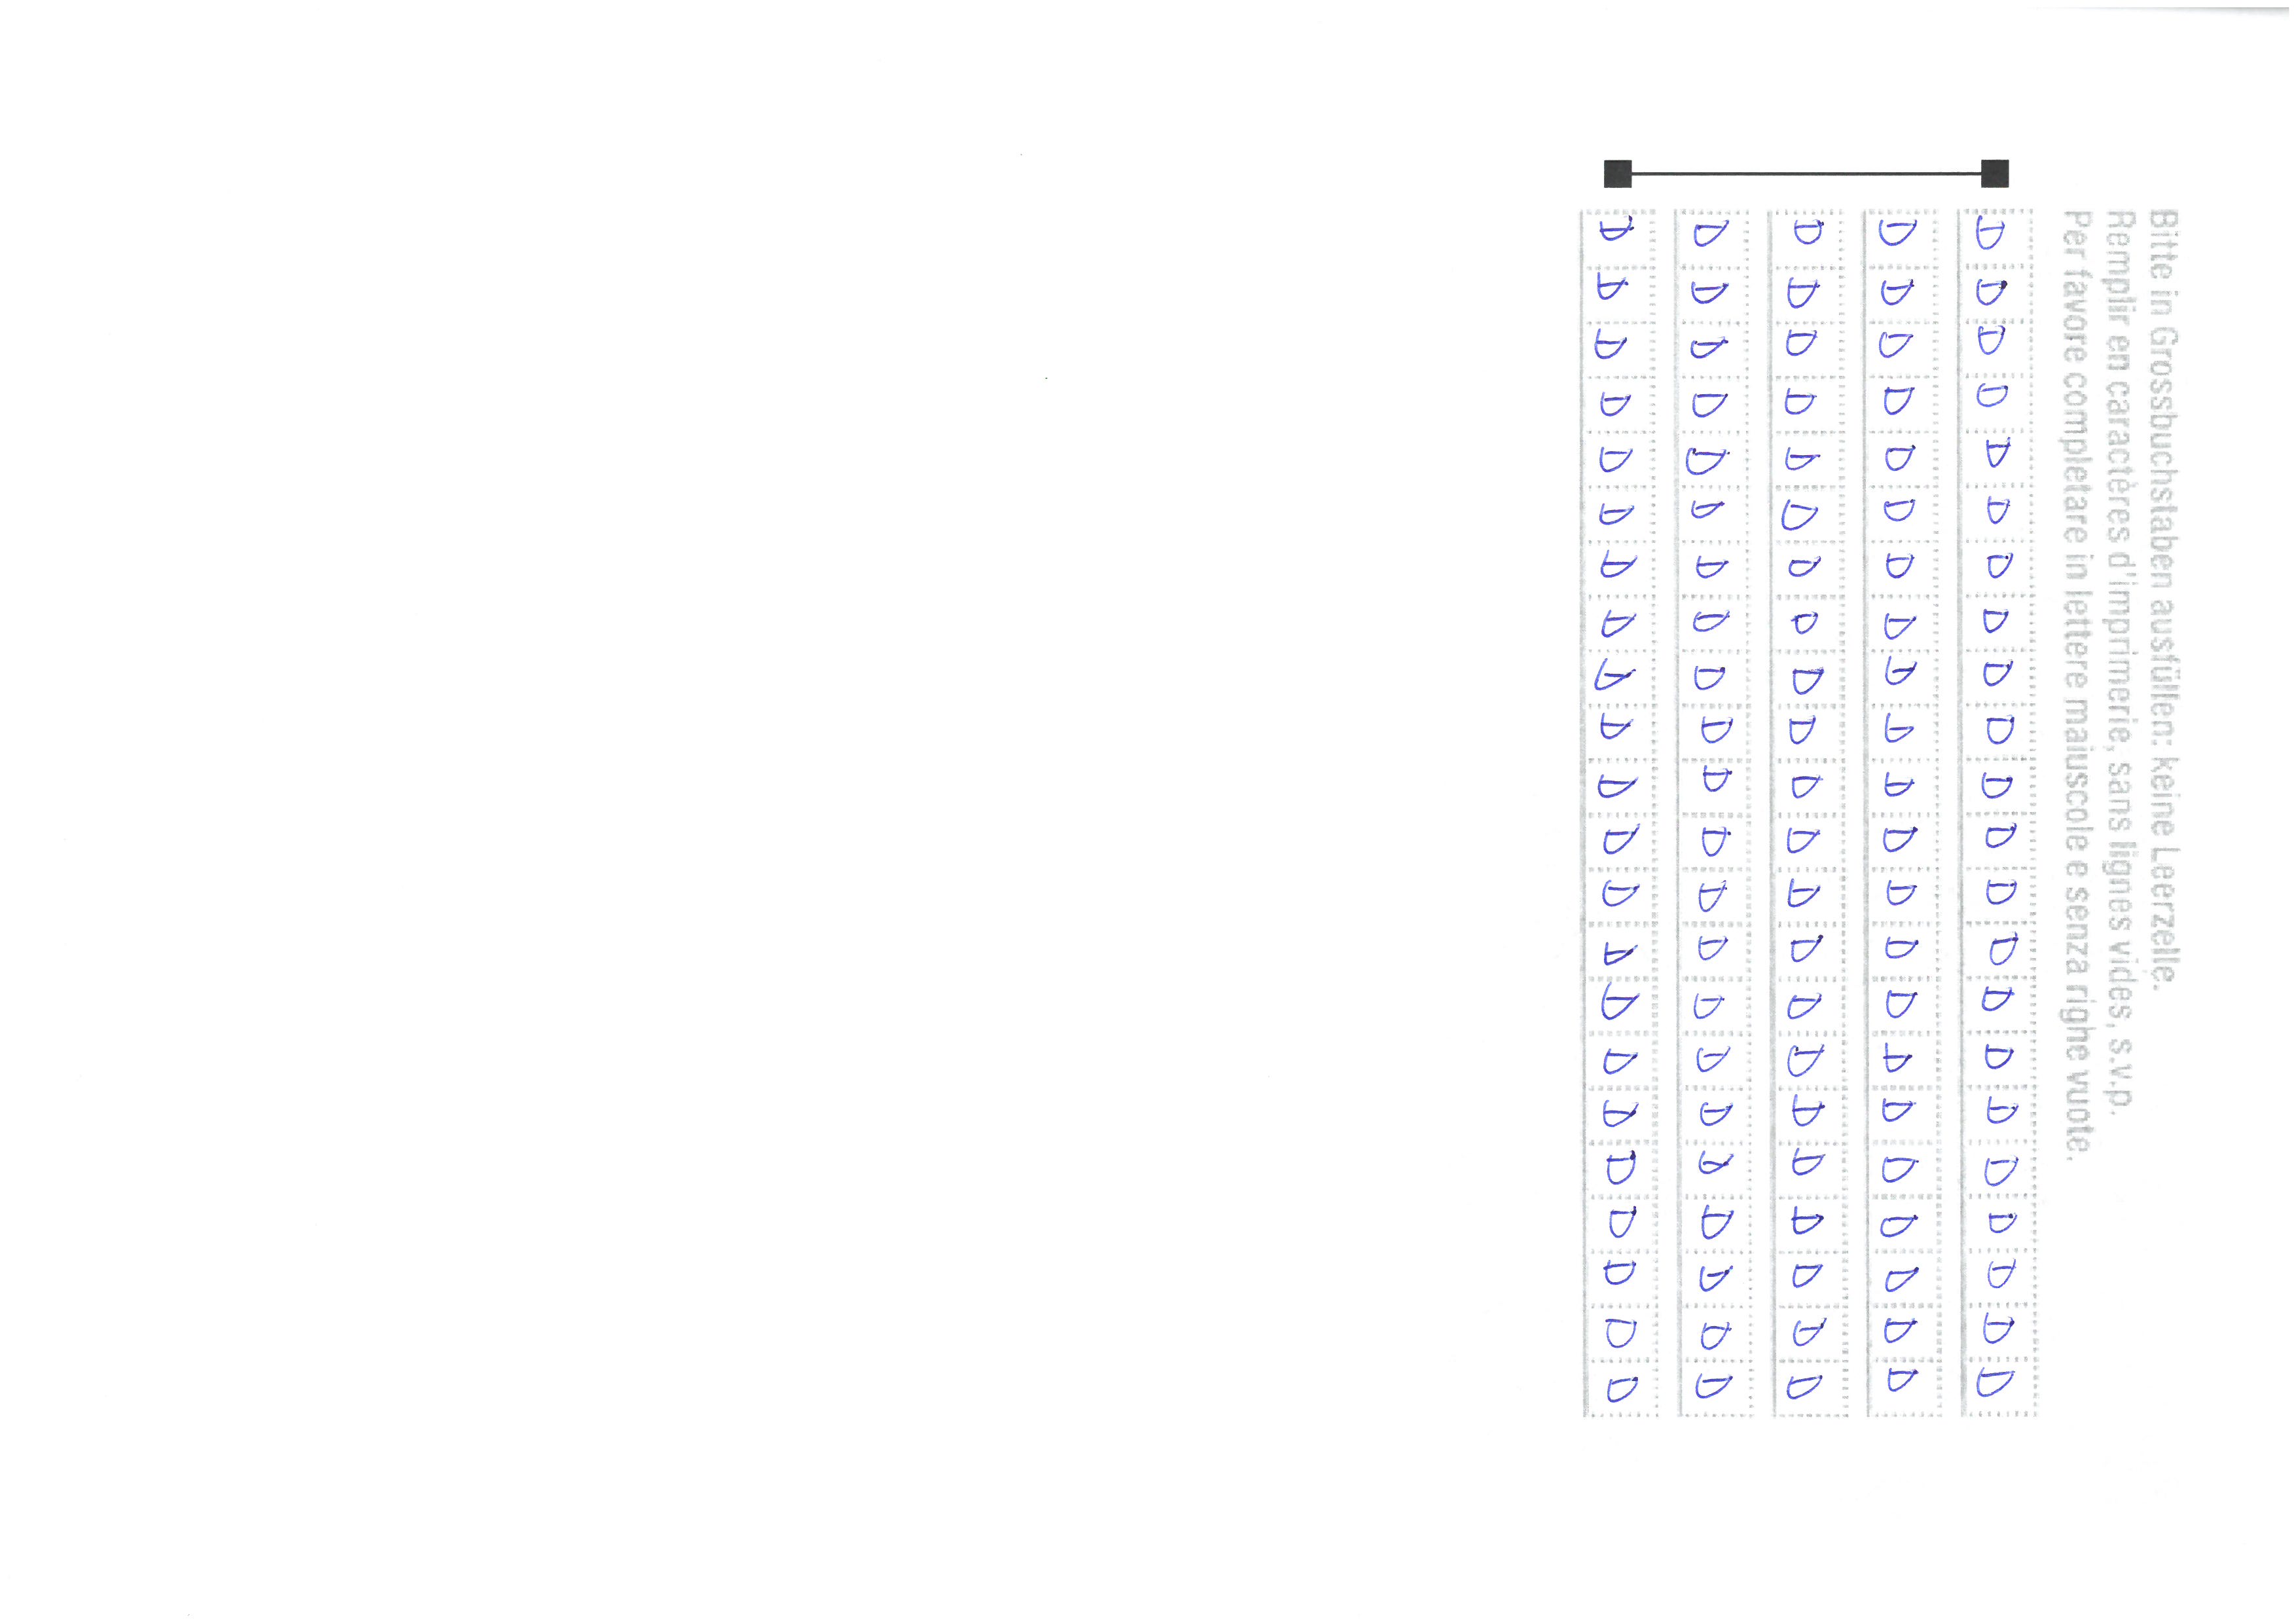 Bitte in Grossbuchstaben ausfüllen: keine Leerzelle.
Remplir en caractères d'imprimerie, sans lignes vides, s.v.p.
Per favore completare in lettere maiuscole e senza righe vuote.
D D D D D D D D D D D D D D D D D D D D D D
D D D D D D D D D D D D D D D D D D D D D D
D D D D D D D D D D D D D D D D D D D D D D
D D D D D D D D D D D D D D D D D D D D D D
D D D D D D D D D D D D D D D D D D D D D D